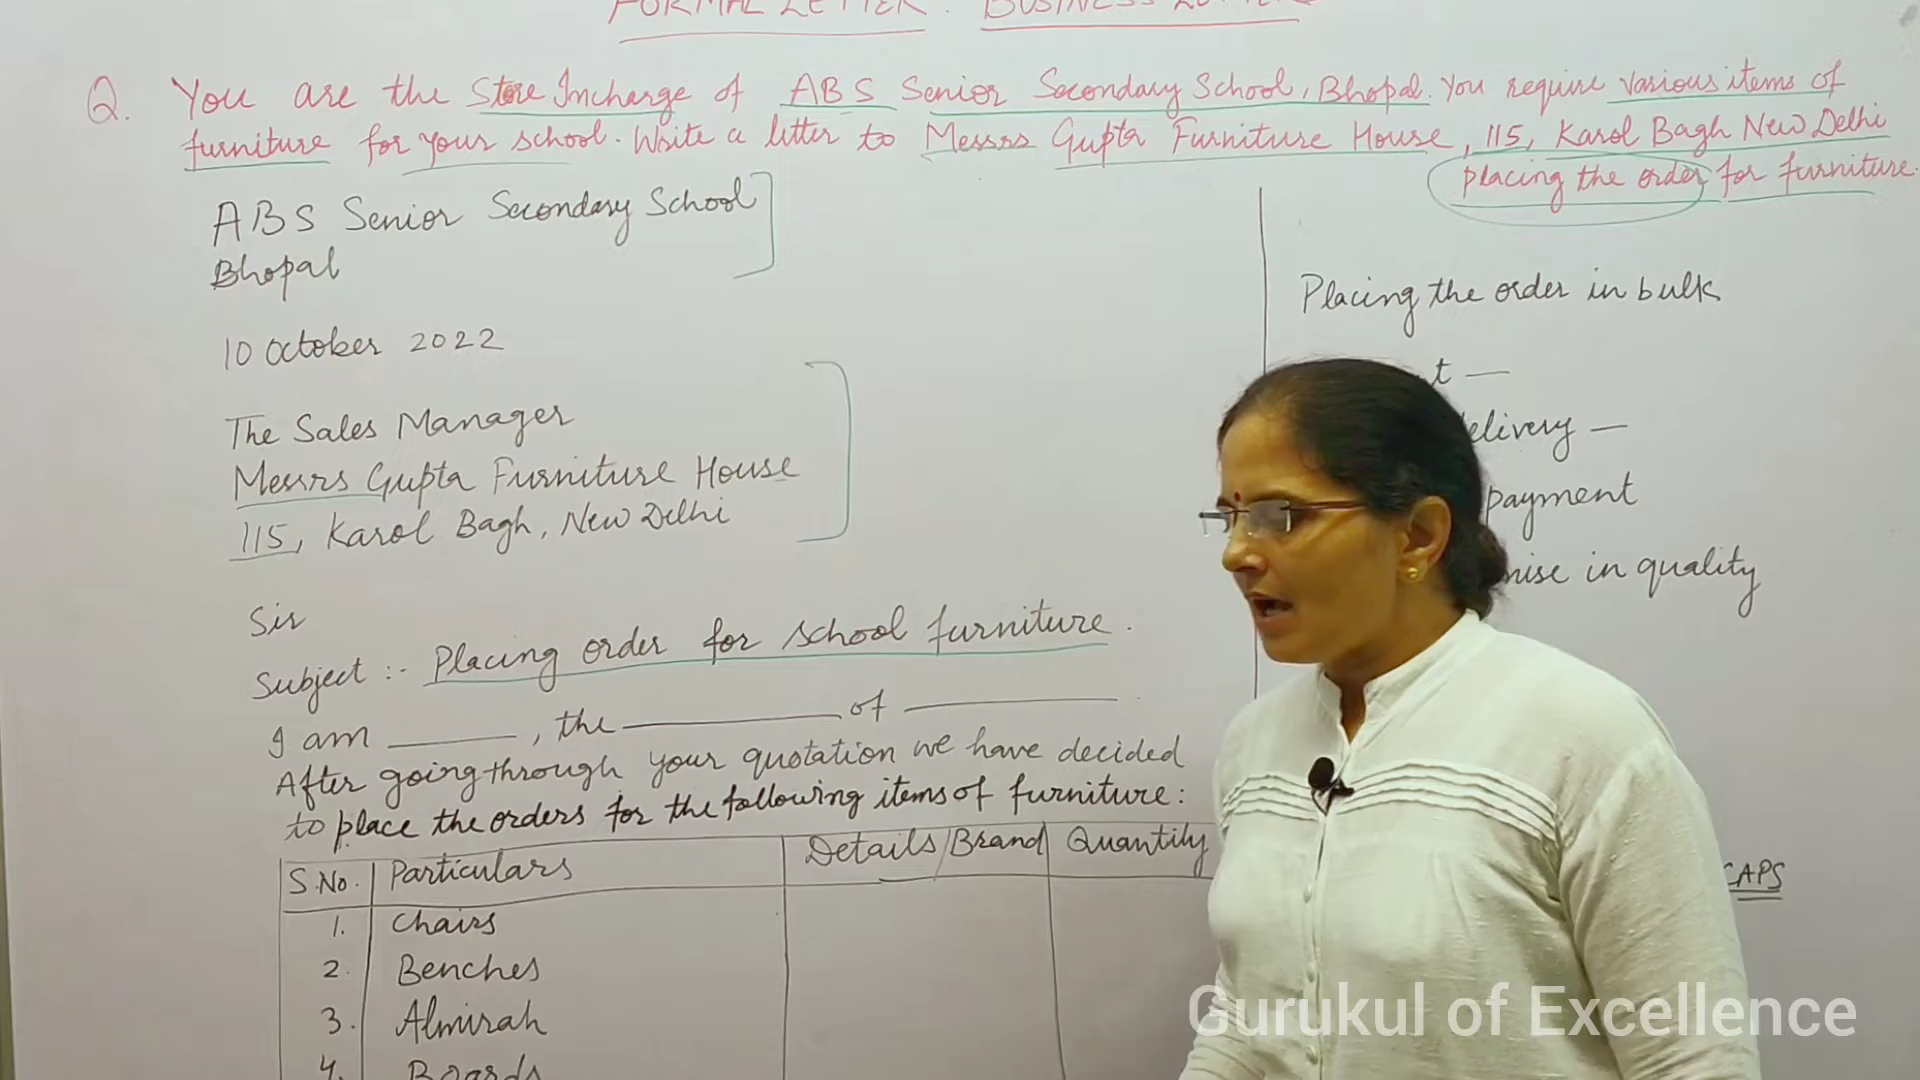 FORMAL LETTER : BUSINESS LETTER
Q. You are the Store Incharge of ABS Senior Secondary School, Bhopal. You require various items of
furniture for your school. Write a letter to Messrs Gupta Furniture House, 115, Karol Bagh New Delhi
placing the order for furniture.
ABS Senior Secondary School
Bhopal
10 October 2022
The Sales Manager
Messrs Gupta Furniture House
115, Karol Bagh, New Delhi
Sir
Subject :- Placing order for school furniture.
I am ______, the ______ of ______
After going through your quotation we have decided
to place the orders for the following items of furniture:
S.No. Particulars Details/Brand Quantity
1. Chairs
2. Benches
3. Almirah
4. Boards
Placing the order in bulk
t —
elivery —
payment
mise in quality
CAPS
Gurukul of Excellence